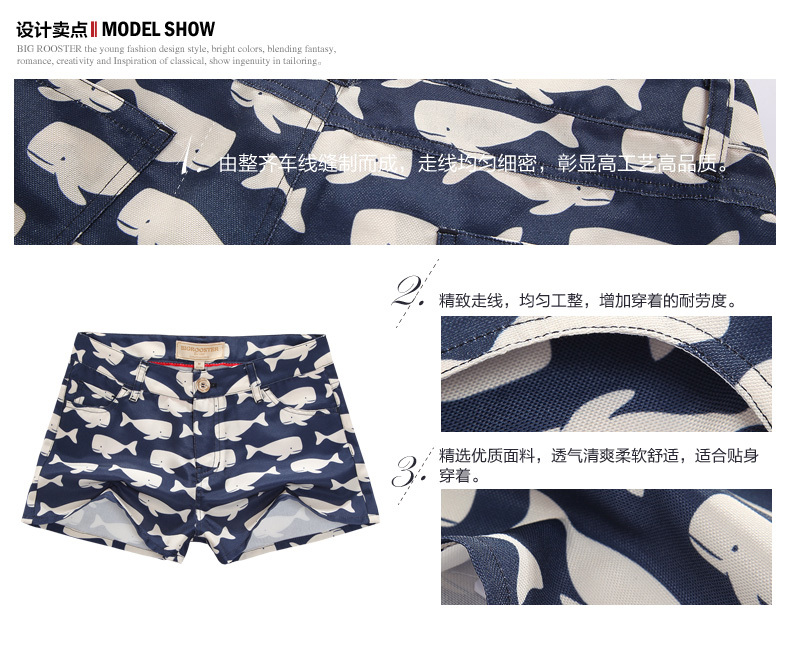 设计卖点 MODEL SHOW
BIG ROOSTER the young fashion design style, bright colors, blending fantasy,
romance, creativity and Inspiration of classical, show ingenuity in tailoring。
1. 由整齐车线缝制而成，走线均匀细密，彰显高工艺高品质。
2. 精致走线，均匀工整，增加穿着的耐劳度。
BIGROOSTER
3. 精选优质面料，透气清爽柔软舒适，适合贴身
穿着。